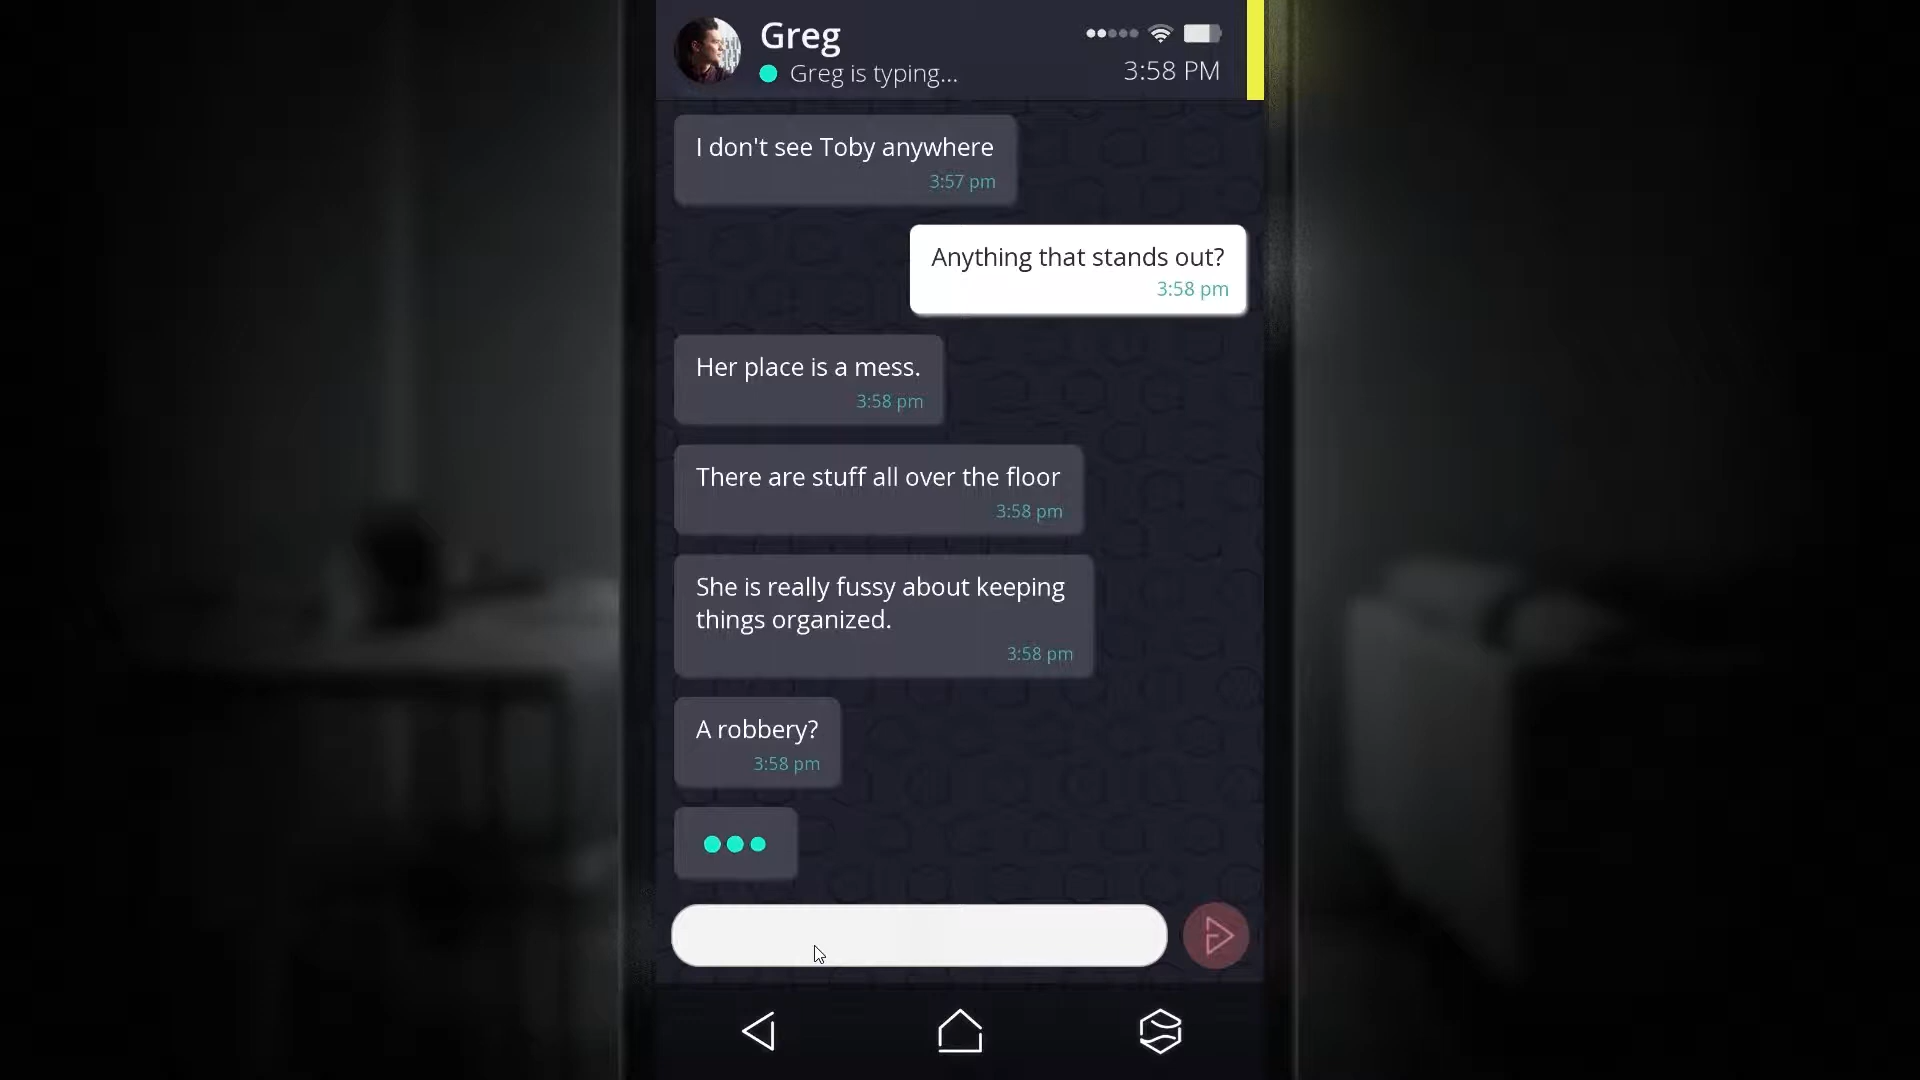 Greg
Greg is typing...
3:58 PM
I don't see Toby anywhere
3:57 pm
Anything that stands out?
3:58 pm
Her place is a mess.
3:58 pm
There are stuff all over the floor
3:58 pm
She is really fussy about keeping
things organized.
3:58 pm
A robbery?
3:58 pm